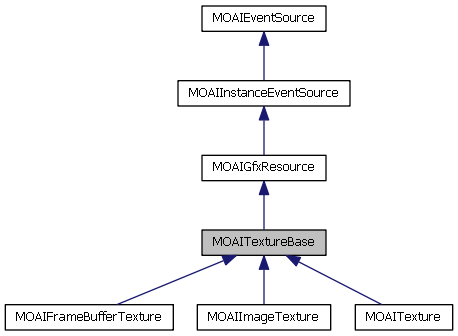 MOAIEventSource
MOAIInstanceEventSource
MOAIGfxResource
MOAITextureBase
MOAIFrameBufferTexture
MOAIImageTexture
MOAITexture